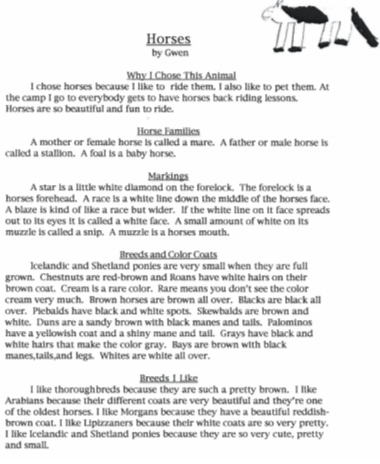 Horses
by Gwen
Why I Chose This Animal
I chose horses because I like to ride them. I also like to pet them. At
the camp I go to everybody gets to have horses back riding lessons.
Horses are so beautiful and fun to ride.
Horse Families
A mother or female horse is called a mare. A father or male horse is
called a stallion. A foal is a baby horse.
Markings
A star is a little white diamond on the forelock. The forelock is a
horses forehead. A race is a white line down the middle of the horses face.
A blaze is kind of like a race but wider. If the white line on it face spreads
out to its eyes it is called a white face. A small amount of white on its
muzzle is called a snip. A muzzle is a horses mouth.
Breeds and Color Coats
Icelandic and Shetland ponies are very small when they are full
grown. Chestnuts are red-brown and Roans have white hairs on their
brown coat. Cream is a rare color. Rare means you don't see the color
cream very much. Brown horses are brown all over. Blacks are black all
over. Piebalds have black and white spots. Skewbalds are brown and
white. Duns are a sandy brown with black manes and tails. Palominos
have a yellowish coat and a shiny mane and tail. Grays have black and
white hairs that make the color gray. Bays are brown with black
manes,tails,and legs. Whites are white all over.
Breeds I Like
I like thoroughbreds because they are such a pretty brown. I like
Arabians because their different coats are very beautiful and they're one
of the oldest horses. I like Morgans because they have a beautiful reddish-
brown coat. I like Lipizzaners because their white coats are so very pretty.
I like Icelandic and Shetland ponies because they are so very cute, pretty
and small.